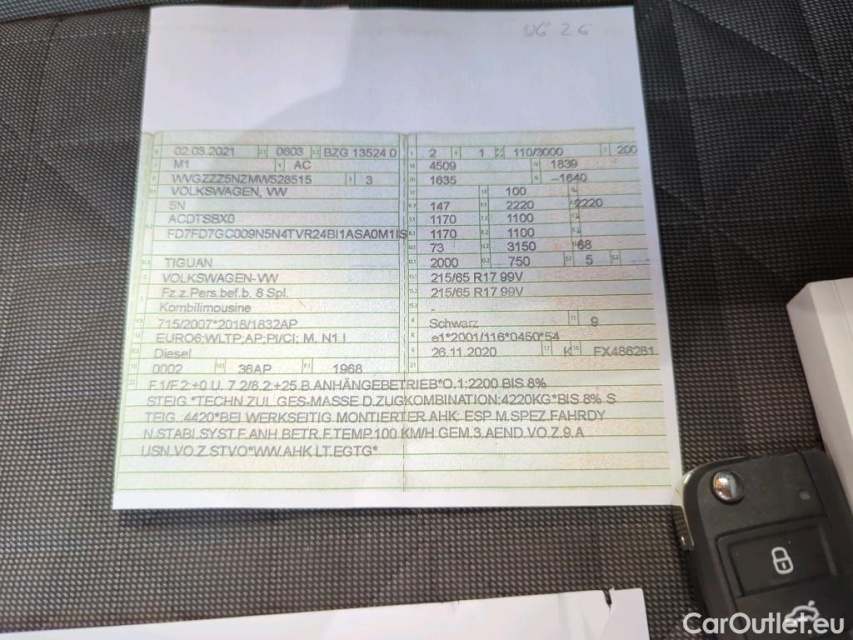 UG 26
02.03.2021 0603 BZG 13524 0 2 1 110/3000 200
M1 AC 4509 1839
WVGZZZ5NZMW528515 3 1635 –1640
VOLKSWAGEN, VW 100
5N 147 2220 2220
ACDTSBX0 1170 1100
FD7FD7GC009N5N4TVR24BI1ASA0M1IS 1170 1100
73 3150 68
TIGUAN 2000 750 5
VOLKSWAGEN-VW 215/65 R17 99V
Fz.z.Pers.bef.b. 8 Spl. 215/65 R17 99V
Kombilimousine -
715/2007*2018/1832AP Schwarz 9
EURO6;WLTP;AP;PI/CI; M, N1 I e1*2001/116*0450*54
Diesel 26.11.2020 K FX486281
0002 36AP 1968
F.1/F.2:+0 U. 7.2/8.2:+25 B.ANHÄNGEBETRIEB*O.1:2200 BIS 8%
STEIG.*TECHN.ZUL.GES-MASSE D.ZUGKOMBINATION:4220KG*BIS 8% S
TEIG.:4420*BEI WERKSEITIG MONTIERTER AHK: ESP M.SPEZ.FAHRDY
N.STABI.SYST.F.ANH.BETR.F.TEMP.100 KM/H GEM.3.AEND.VO.Z.9.A
USN.VO.Z.STVO*WW.AHK LT.EGTG*
CarOutlet.eu